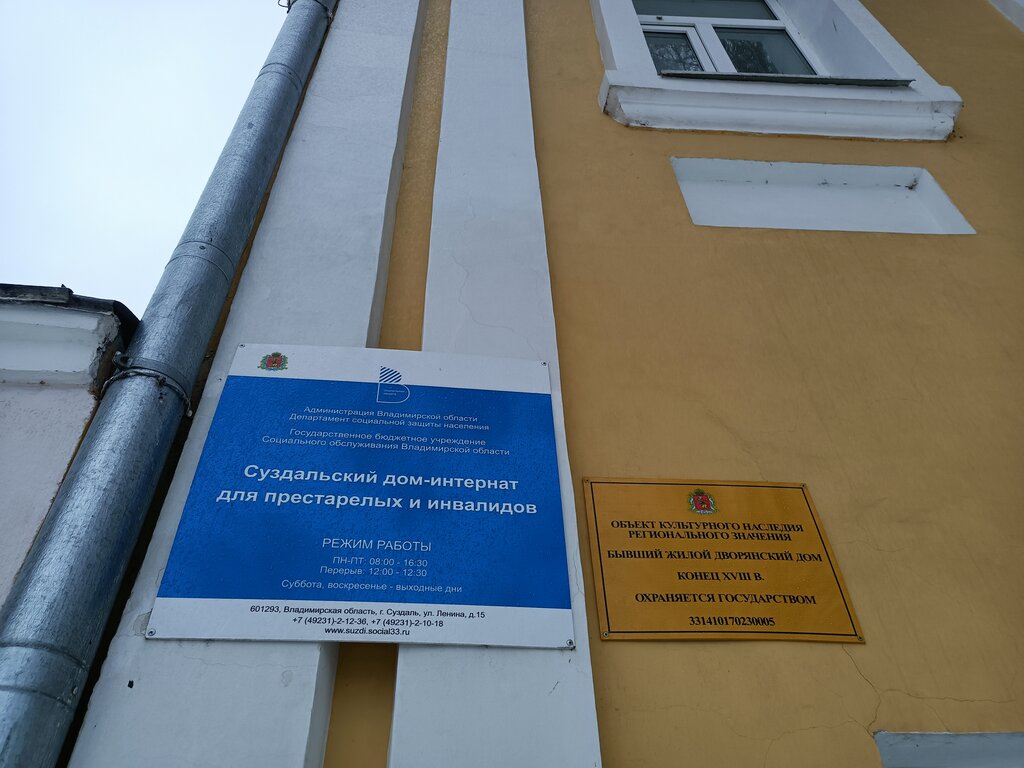 Администрация Владимирской области
Департамент социальной защиты населения
Государственное бюджетное учреждение
Социального обслуживания Владимирской области
Суздальский дом-интернат
для престарелых и инвалидов
РЕЖИМ РАБОТЫ
ПН-ПТ: 08:00 - 16:30
Перерыв: 12:00 - 12:30
Суббота, воскресенье - выходные дни
601293, Владимирская область, г. Суздаль, ул. Ленина, д.15
+7 (49231)-2-12-36, +7 (49231)-2-10-18
www.suzdi.social33.ru
ОБЪЕКТ КУЛЬТУРНОГО НАСЛЕДИЯ
РЕГИОНАЛЬНОГО ЗНАЧЕНИЯ
БЫВШИЙ ЖИЛОЙ ДВОРЯНСКИЙ ДОМ
КОНЕЦ XVIII В.
ОХРАНЯЕТСЯ ГОСУДАРСТВОМ
331410170230005